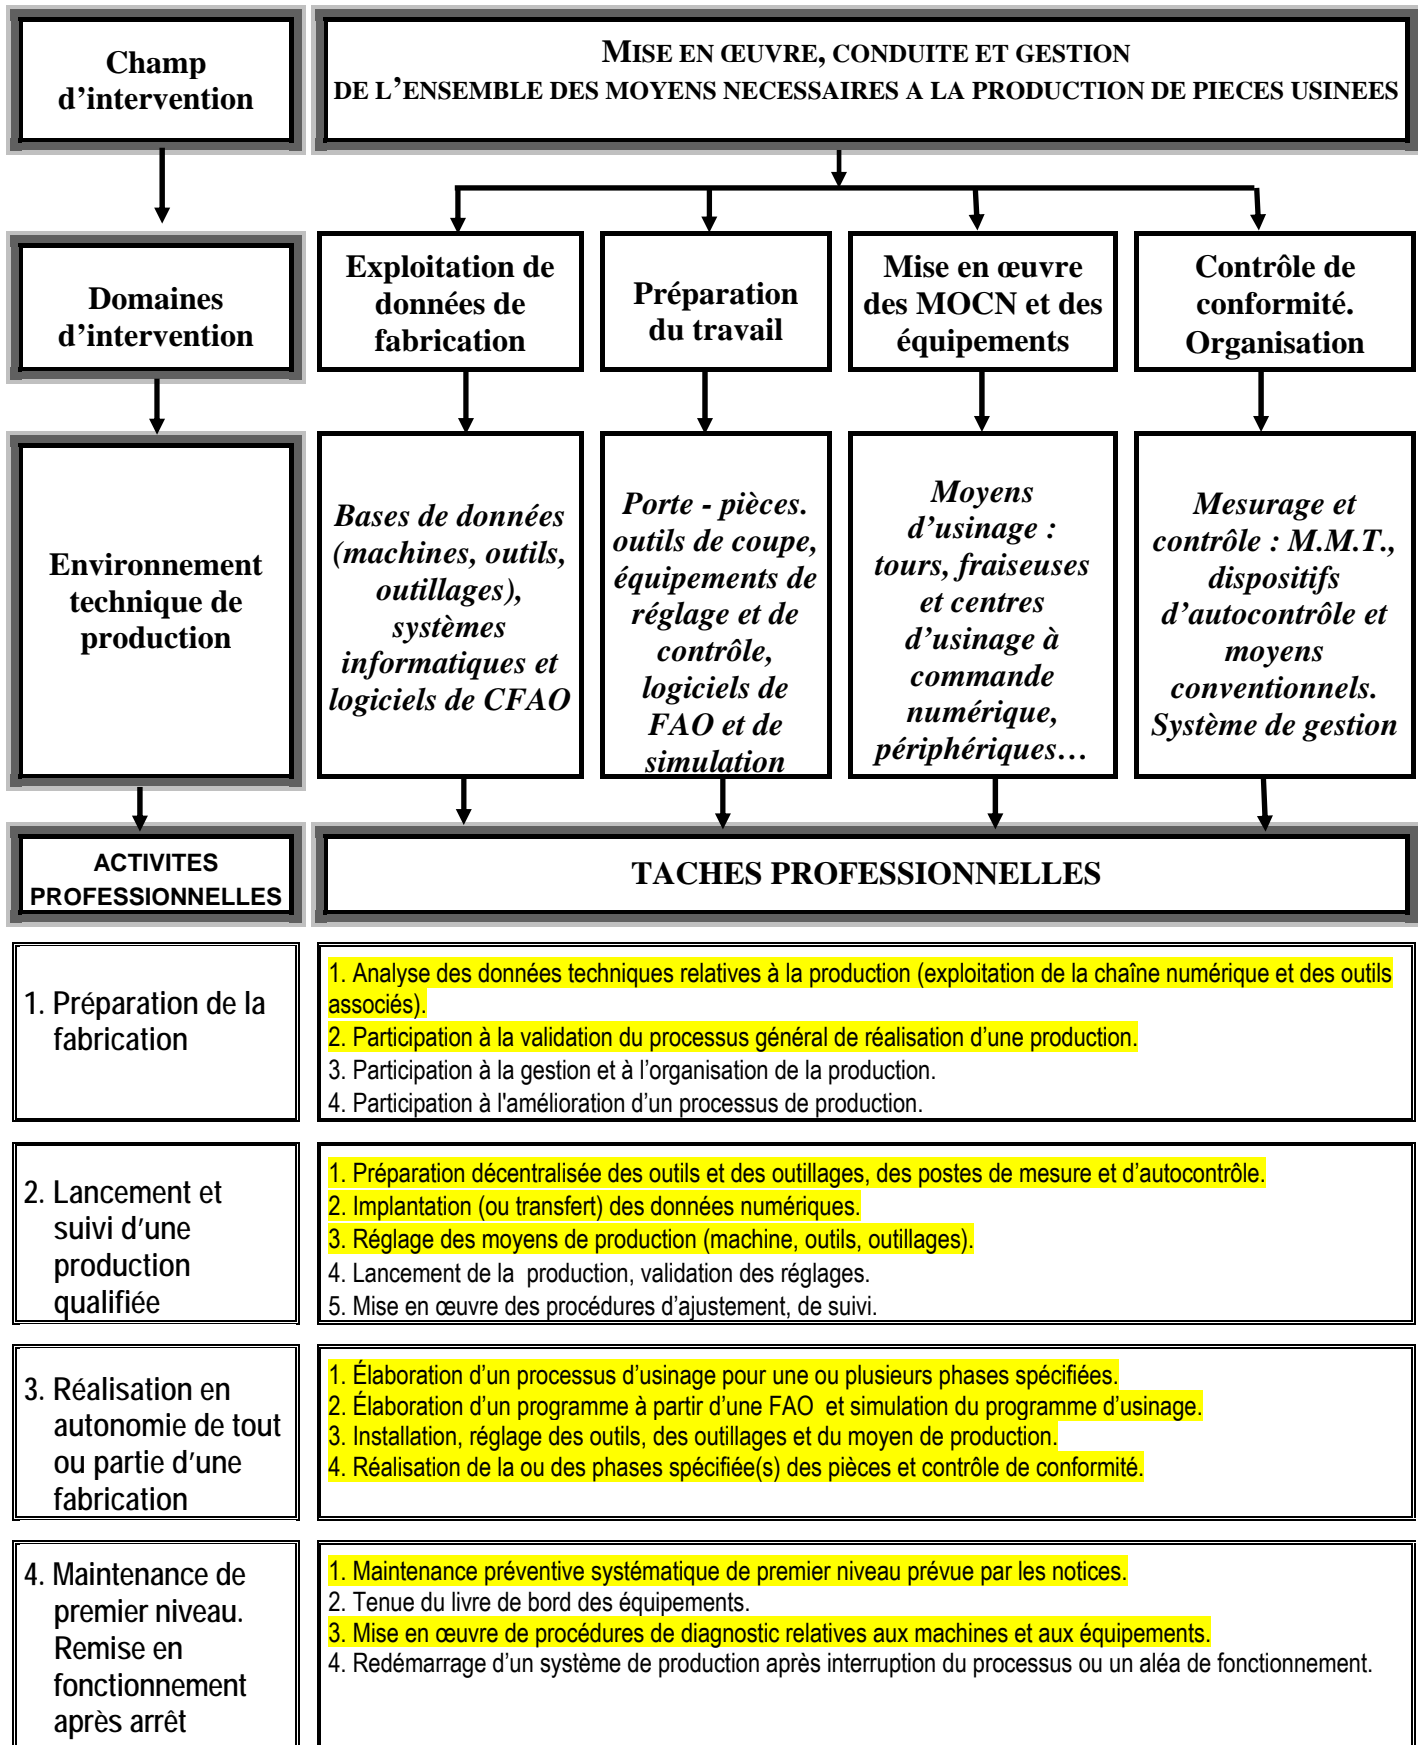 Champ
d’intervention
MISE EN ŒUVRE, CONDUITE ET GESTION
DE L’ENSEMBLE DES MOYENS NECESSAIRES A LA PRODUCTION DE PIECES USINEES
Domaines
d’intervention
Exploitation de
données de
fabrication
Préparation
du travail
Mise en œuvre
des MOCN et des
équipements
Contrôle de
conformité.
Organisation
Environnement
technique de
production
Bases de données
(machines, outils,
outillages),
systèmes
informatiques et
logiciels de CFAO
Porte - pièces.
outils de coupe,
équipements de
réglage et de
contrôle,
logiciels de
FAO et de
simulation
Moyens
d’usinage :
tours, fraiseuses
et centres
d’usinage à
commande
numérique,
périphériques…
Mesurage et
contrôle : M.M.T.,
dispositifs
d’autocontrôle et
moyens
conventionnels.
Système de gestion
ACTIVITES
PROFESSIONNELLES
TACHES PROFESSIONNELLES
1. Préparation de la
fabrication
1. Analyse des données techniques relatives à la production (exploitation de la chaîne numérique et des outils
associés).
2. Participation à la validation du processus général de réalisation d’une production.
3. Participation à la gestion et à l’organisation de la production.
4. Participation à l'amélioration d’un processus de production.
2. Lancement et
suivi d’une
production
qualifiée
1. Préparation décentralisée des outils et des outillages, des postes de mesure et d’autocontrôle.
2. Implantation (ou transfert) des données numériques.
3. Réglage des moyens de production (machine, outils, outillages).
4. Lancement de la  production, validation des réglages.
5. Mise en œuvre des procédures d’ajustement, de suivi.
3. Réalisation en
autonomie de tout
ou partie d’une
fabrication
1. Élaboration d’un processus d’usinage pour une ou plusieurs phases spécifiées.
2. Élaboration d’un programme à partir d’une FAO  et simulation du programme d’usinage.
3. Installation, réglage des outils, des outillages et du moyen de production.
4. Réalisation de la ou des phases spécifiée(s) des pièces et contrôle de conformité.
4. Maintenance de
premier niveau.
Remise en
fonctionnement
après arrêt
1. Maintenance préventive systématique de premier niveau prévue par les notices.
2. Tenue du livre de bord des équipements.
3. Mise en œuvre de procédures de diagnostic relatives aux machines et aux équipements.
4. Redémarrage d’un système de production après interruption du processus ou un aléa de fonctionnement.